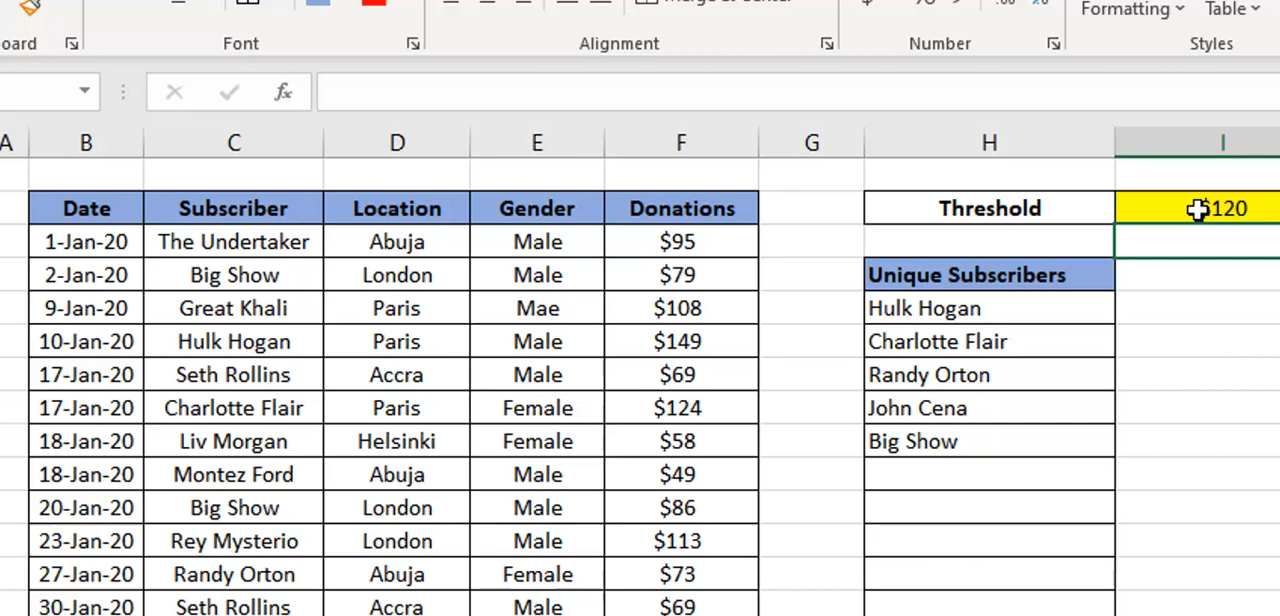 Formatting Table
oard Font Alignment Number Styles
fx
A B C D E F G H I
Date Subscriber Location Gender Donations Threshold $120
1-Jan-20 The Undertaker Abuja Male $95
2-Jan-20 Big Show London Male $79 Unique Subscribers
9-Jan-20 Great Khali Paris Mae $108 Hulk Hogan
10-Jan-20 Hulk Hogan Paris Male $149 Charlotte Flair
17-Jan-20 Seth Rollins Accra Male $69 Randy Orton
17-Jan-20 Charlotte Flair Paris Female $124 John Cena
18-Jan-20 Liv Morgan Helsinki Female $58 Big Show
18-Jan-20 Montez Ford Abuja Male $49
20-Jan-20 Big Show London Male $86
23-Jan-20 Rey Mysterio London Male $113
27-Jan-20 Randy Orton Abuja Female $73
30-Jan-20 Seth Rollins Accra Male $69